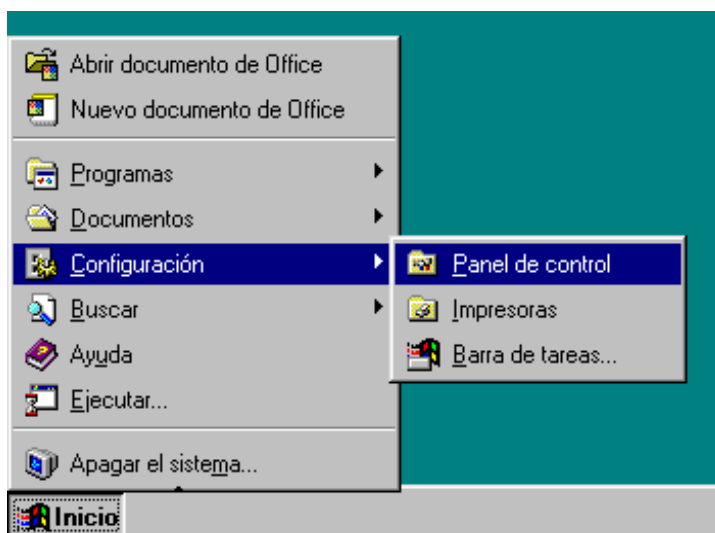 Abrir documento de Office
Nuevo documento de Office
Programas
Documentos
Configuración
Panel de control
Buscar
Impresoras
Ayuda
Barra de tareas...
Ejecutar...
Apagar el sistema...
Inicio